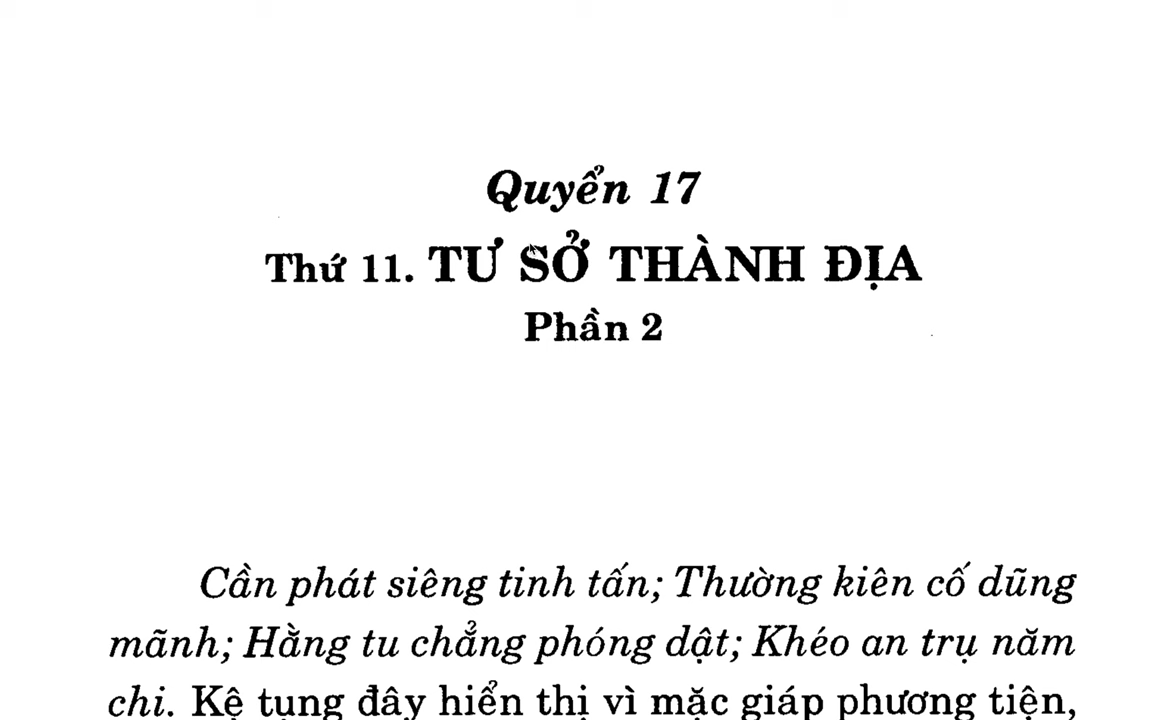 Quyển 17
Thứ 11. TƯ SỞ THÀNH ĐỊA
Phần 2
Cần phát siêng tinh tấn; Thường kiên cố dũng
mãnh; Hằng tu chẳng phóng dật; Khéo an trụ năm
chi. Kệ tụng đây hiển thị vì mặc giáp phương tiện,